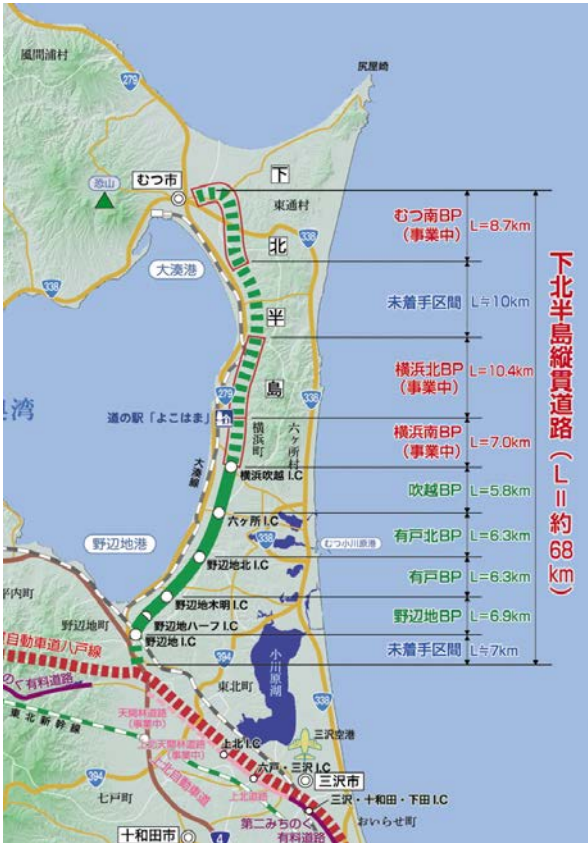 風間浦村
279
尻屋崎
恐山
むつ市
下
北
半
島
東通村
338
338
大湊港
279
道の駅「よこはま」
大湊線
横浜町
六ヶ所村
横浜吹越 I.C
六ヶ所 I.C
338
むつ小川原港
野辺地北 I.C
野辺地港
野辺地木明 I.C
野辺地ハーフ I.C
野辺地町
野辺地 I.C
平内町
自動車道八戸線
のく有料道路
東北新幹線
394
東北町
小川原湖
338
天間林道路
(事業中)
上北天間林道路
(事業中)
上北自動車道
上北 I.C
三沢空港
六戸・三沢 I.C
三沢市
上北道路
394
七戸町
三沢・十和田・下田 I.C
第二みちのく
有料道路
おいらせ町
十和田市
4
湾
むつ南BP
(事業中)
L=8.7km
未着手区間 L≒10km
横浜北BP
(事業中)
L=10.4km
横浜南BP
(事業中)
L=7.0km
吹越BP L=5.8km
有戸北BP L=6.3km
有戸BP L=6.3km
野辺地BP L=6.9km
未着手区間 L≒7km
下北半島縦貫道路(L=約68km)